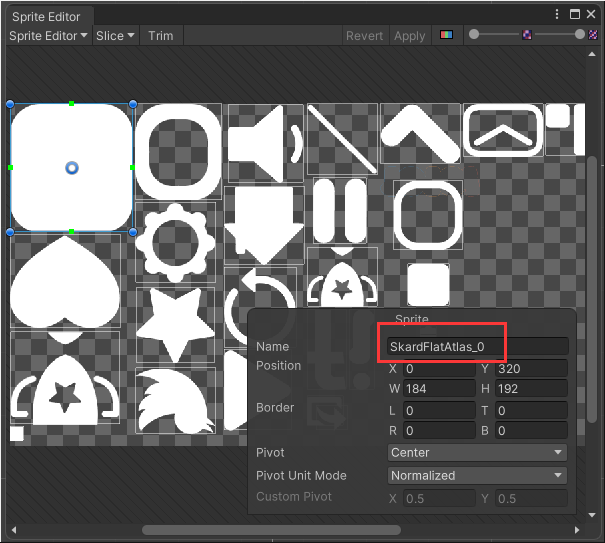 Sprite Editor
Sprite Editor Slice Trim Revert Apply
Sprite
Name SkardFlatAtlas_0
Position X 0 Y 320
W 184 H 192
Border L 0 T 0
R 0 B 0
Pivot Center
Pivot Unit Mode Normalized
Custom Pivot X 0.5 Y 0.5